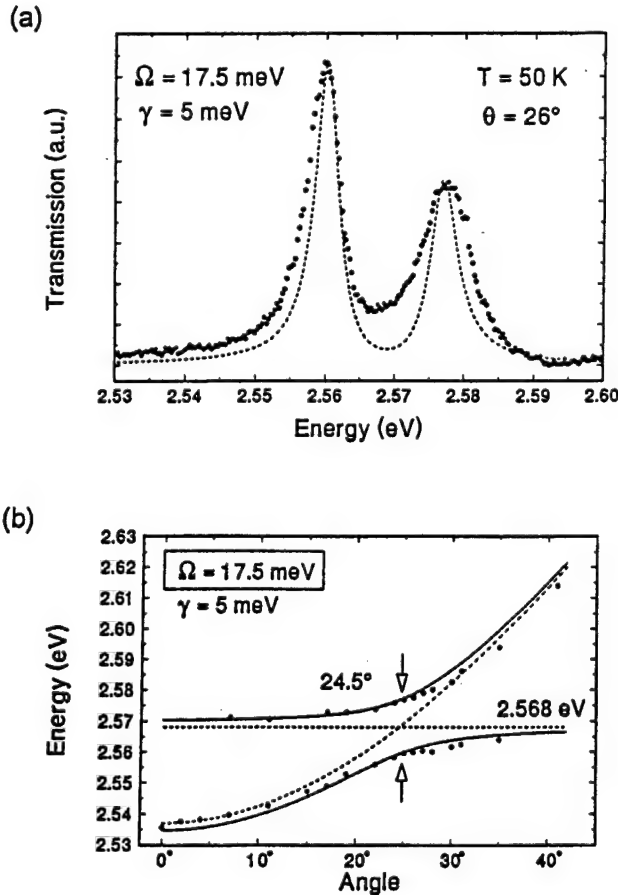 (a)
Ω = 17.5 meV
T = 50 K
γ = 5 meV
θ = 26°
Transmission (a.u.)
2.53 2.54 2.55 2.56 2.57 2.58 2.59 2.60
Energy (eV)
(b)
2.63
2.62
2.61
2.60
2.59
2.58
2.57
2.56
2.55
2.54
2.53
Energy (eV)
Ω = 17.5 meV
γ = 5 meV
24.5°
2.568 eV
0° 10° 20° 30° 40°
Angle